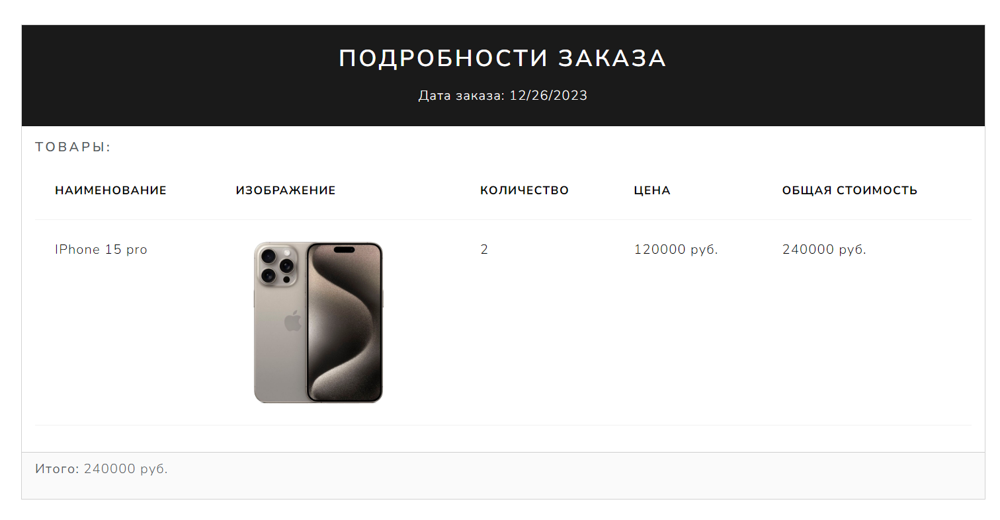 ПОДРОБНОСТИ ЗАКАЗА
Дата заказа: 12/26/2023
ТОВАРЫ:
НАИМЕНОВАНИЕ ИЗОБРАЖЕНИЕ КОЛИЧЕСТВО ЦЕНА ОБЩАЯ СТОИМОСТЬ
IPhone 15 pro 2 120000 руб. 240000 руб.
Итого: 240000 руб.